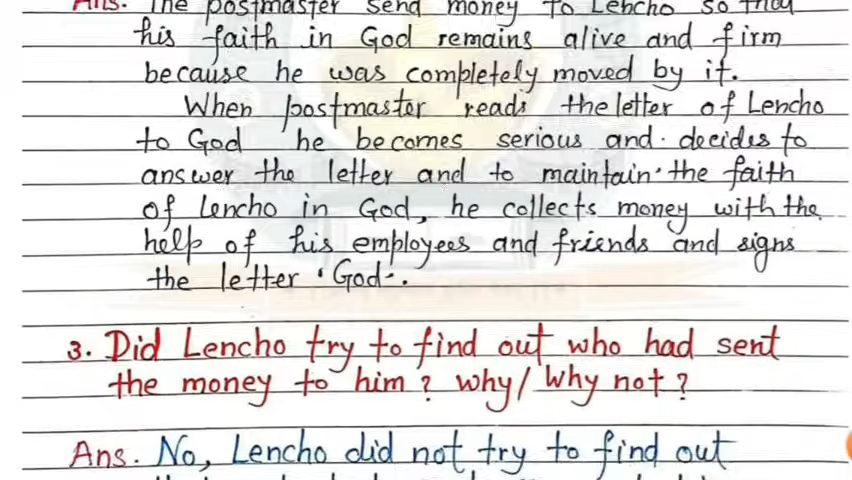 Ans. The postmaster send money to Lencho so that
his faith in God remains alive and firm
because he was completely moved by it.
When postmaster reads the letter of Lencho
to God he becomes serious and decides to
answer the letter and to maintain the faith
of Lencho in God, he collects money with the
help of his employees and friends and signs
the letter 'God'.
3. Did Lencho try to find out who had sent
the money to him? why/Why not?
Ans. No, Lencho did not try to find out